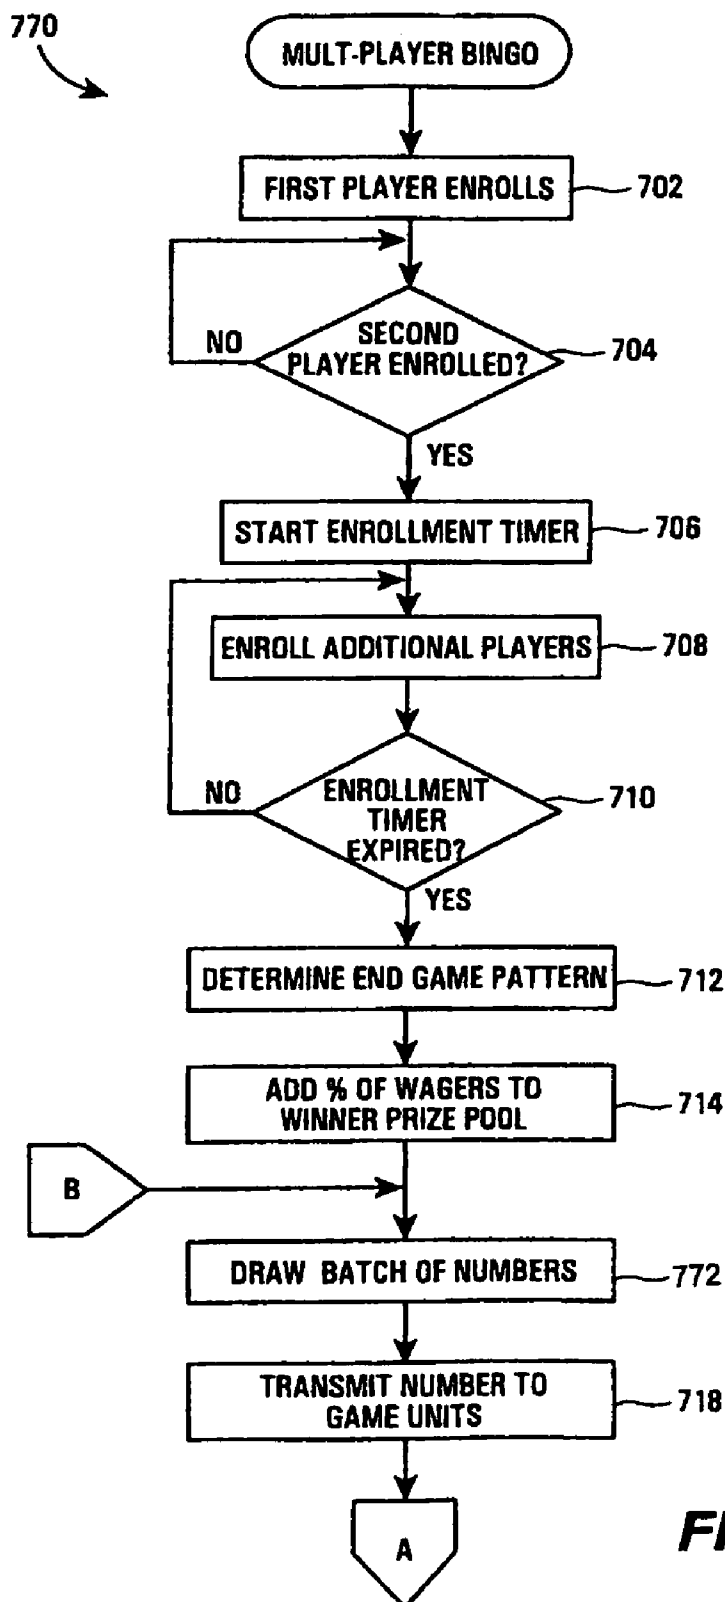 770
MULT-PLAYER BINGO
FIRST PLAYER ENROLLS
702
NO
SECOND
PLAYER ENROLLED?
704
YES
START ENROLLMENT TIMER
706
ENROLL ADDITIONAL PLAYERS
708
NO
ENROLLMENT
TIMER
EXPIRED?
710
YES
DETERMINE END GAME PATTERN
712
ADD % OF WAGERS TO
WINNER PRIZE POOL
714
B
DRAW BATCH OF NUMBERS
772
TRANSMIT NUMBER TO
GAME UNITS
718
A